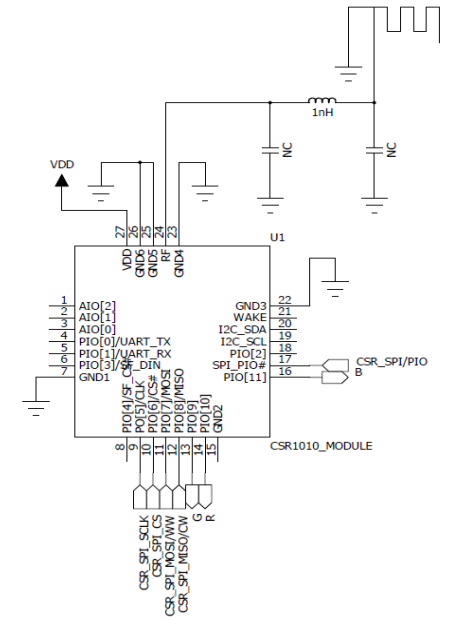 1nH
NC
NC
VDD
27
26
25
24
23
VDD
GND6
GND5
RF
GND4
U1
1
AIO[2]
2
AIO[1]
3
AIO[0]
4
PIO[0]/UART_TX
5
PIO[1]/UART_RX
6
PIO[3]/SF_DIN
7
GND1
GND3
22
WAKE
21
I2C_SDA
20
I2C_SCL
19
PIO[2]
18
SPI_PIO#
17
CSR_SPI/PIO
PIO[11]
16
B
PIO[4]/SF_CS#
PO[5]/CLK
PIO[6]/CS#
PIO[7]/MOSI
PIO[8]/MISO
PIO[9]
PIO[10]
GND2
CSR1010_MODULE
8
9
10
11
12
13
14
15
CSR_SPI_SCLK
CSR_SPI_CS
CSR_SPI_MOSI/WW
CSR_SPI_MISO/CW
G
R